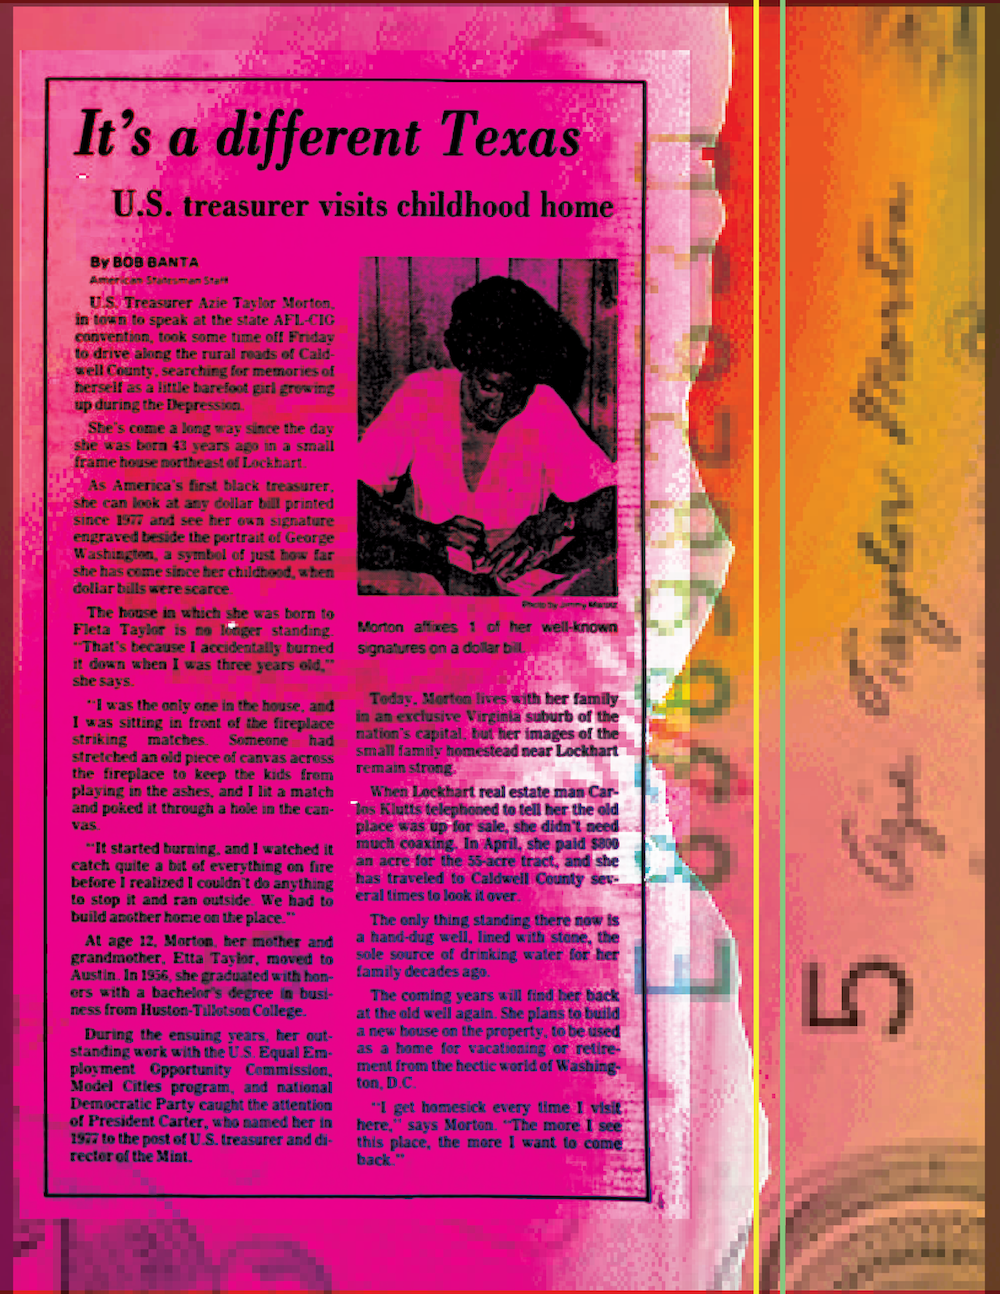 It's a different Texas
U.S. treasurer visits childhood home
By BOB BANTA
American-Statesman Staff
U.S. Treasurer Azie Taylor Morton,
in town to speak at the state AFL-CIO
convention, took some time off Friday
to drive along the rural roads of Cald-
well County, searching for memories of
herself as a little barefoot girl growing
up during the Depression.
She's come a long way since the day
she was born 43 years ago in a small
frame house northeast of Lockhart.
As America's first black treasurer,
she can look at any dollar bill printed
since 1977 and see her own signature
engraved beside the portrait of George
Washington, a symbol of just how far
she has come since her childhood, when
dollar bills were scarce.
The house in which she was born to
Fleta Taylor is no longer standing.
"That's because I accidentally burned
it down when I was three years old,"
she says.
"I was the only one in the house, and
I was sitting in front of the fireplace
striking matches. Someone had
stretched an old piece of canvas across
the fireplace to keep the kids from
playing in the ashes, and I lit a match
and poked it through a hole in the can-
vas.
"It started burning, and I watched it
catch quite a bit of everything on fire
before I realized I couldn't do anything
to stop it and ran outside. We had to
build another home on the place."
At age 12, Morton, her mother and
grandmother, Etta Taylor, moved to
Austin. In 1956, she graduated with hon-
ors with a bachelor's degree in busi-
ness from Huston-Tillotson College.
During the ensuing years, her out-
standing work with the U.S. Equal Em-
ployment Opportunity Commission,
Model Cities program, and national
Democratic Party caught the attention
of President Carter, who named her in
1977 to the post of U.S. treasurer and di-
rector of the Mint.
Photo by Jimmy
Morton affixes 1 of her well-known
signatures on a dollar bill.
Today, Morton lives with her family
in an exclusive Virginia suburb of the
nation's capital, but her images of the
small family homestead near Lockhart
remain strong.
When Lockhart real estate man Car-
los Klutts telephoned to tell her the old
place was up for sale, she didn't need
much coaxing. In April, she paid $800
an acre for the 55-acre tract, and she
has traveled to Caldwell County sev-
eral times to look it over.
The only thing standing there now is
a hand-dug well, lined with stone, the
sole source of drinking water for her
family decades ago.
The coming years will find her back
at the old well again. She plans to build
a new house on the property, to be used
as a home for vacationing or retire-
ment from the hectic world of Washing-
ton, D.C.
"I get homesick every time I visit
here," says Morton. "The more I see
this place, the more I want to come
back."
Azie Taylor Morton
5